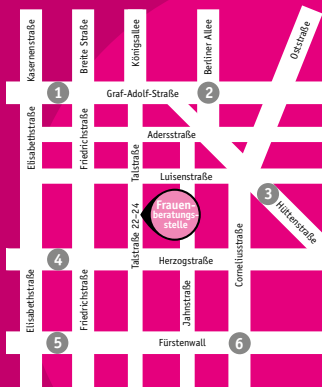 Kasernenstraße
Breite Straße
Königsallee
Berliner Allee
Oststraße
1
Graf-Adolf-Straße
2
Elisabethstraße
Friedrichstraße
Adersstraße
Talstraße
Luisenstraße
3
Hüttenstraße
Frauen-
beratungs-
stelle
Talstraße 22–24
Corneliusstraße
4
Herzogstraße
Elisabethstraße
Friedrichstraße
Jahnstraße
5
Fürstenwall
6